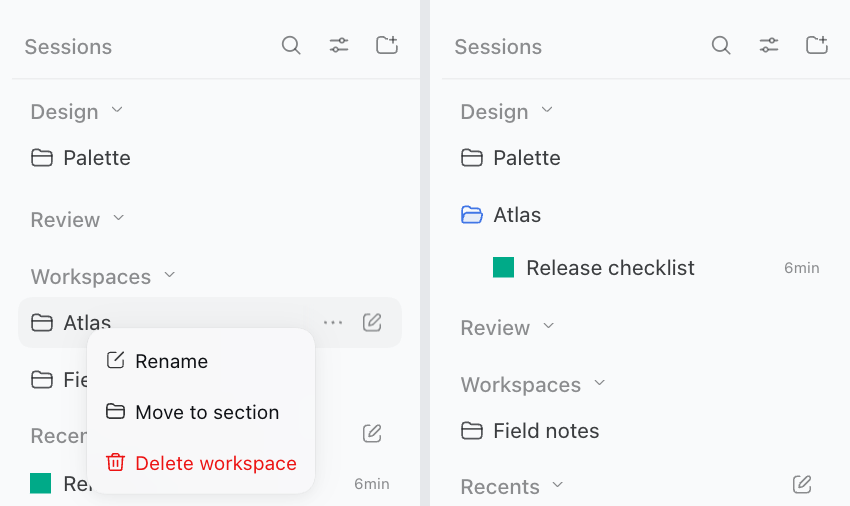 Sessions
Design
Palette
Review
Workspaces
Atlas
Rename
Move to section
Delete workspace
6min
Sessions
Design
Palette
Atlas
Release checklist
6min
Review
Workspaces
Field notes
Recents